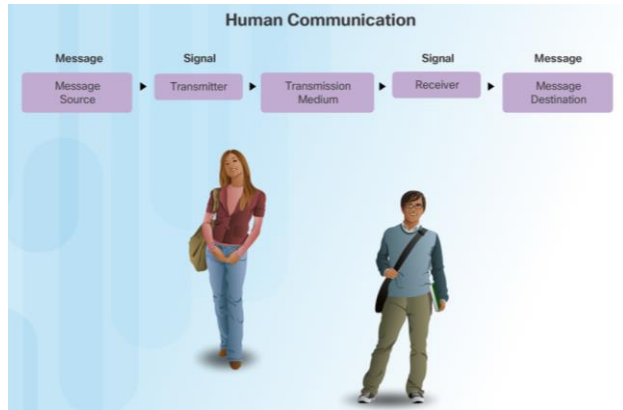 Human Communication
Message
Signal
Signal
Message
Message
Source
Transmitter
Transmission
Medium
Receiver
Message
Destination